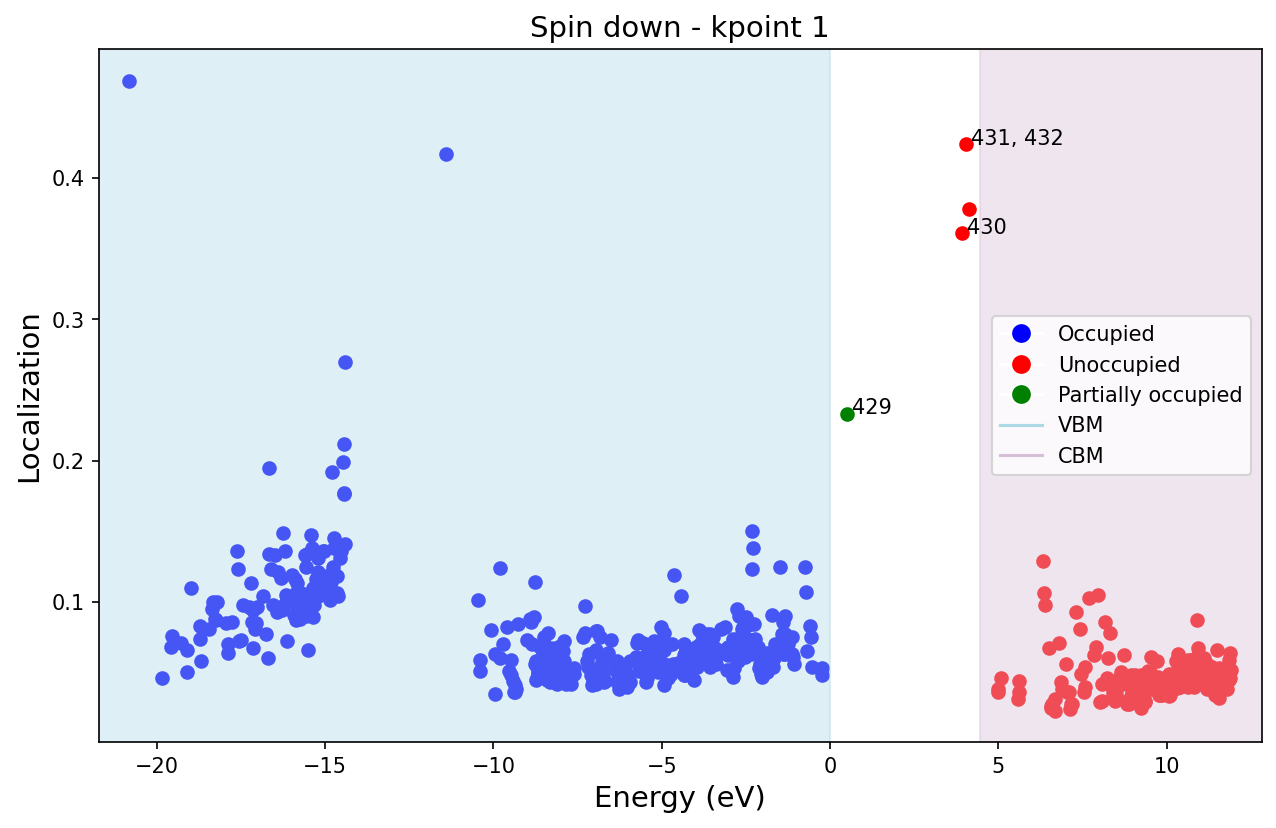 Spin down - kpoint 1
Localization
0.4
0.3
0.2
0.1
431, 432
430
429
Occupied
Unoccupied
Partially occupied
VBM
CBM
−20
−15
−10
−5
0
5
10
Energy (eV)